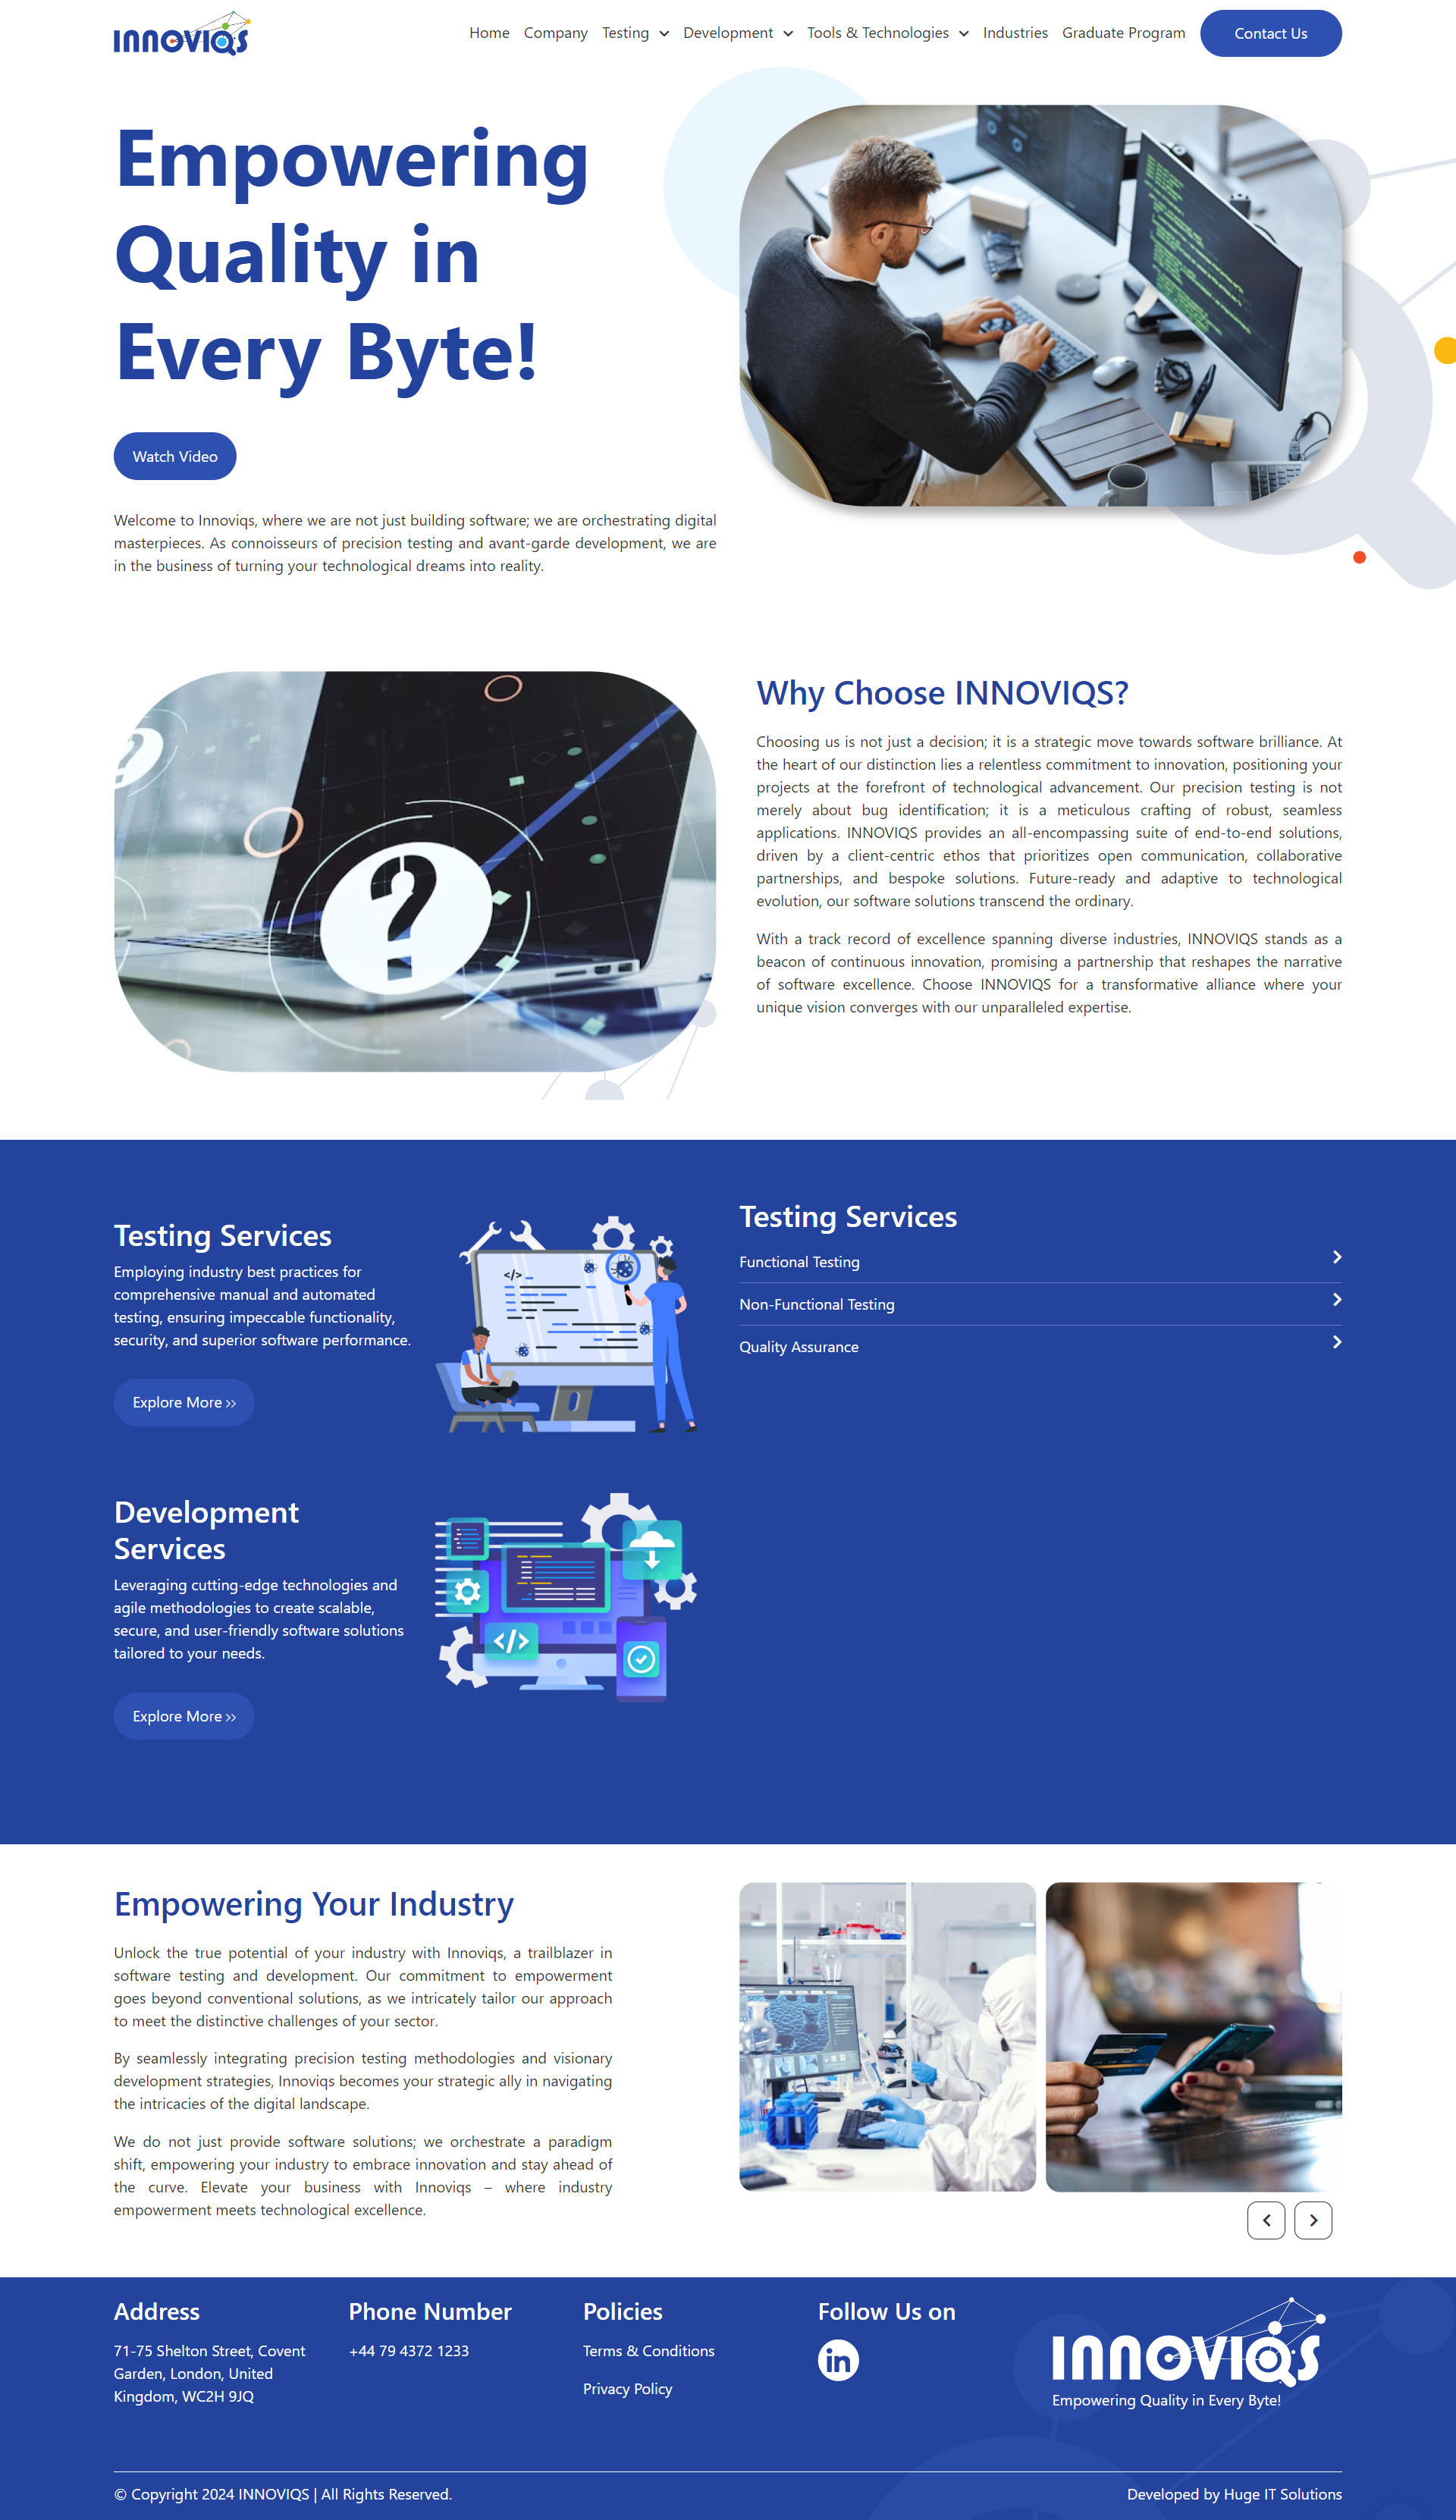 INNOVIQS
Home Company Testing Development Tools & Technologies Industries Graduate Program Contact Us
Empowering
Quality in
Every Byte!
Watch Video
Welcome to Innoviqs, where we are not just building software; we are orchestrating digital
masterpieces. As connoisseurs of precision testing and avant-garde development, we are
in the business of turning your technological dreams into reality.
?
Why Choose INNOVIQS?
Choosing us is not just a decision; it is a strategic move towards software brilliance. At
the heart of our distinction lies a relentless commitment to innovation, positioning your
projects at the forefront of technological advancement. Our precision testing is not
merely about bug identification; it is a meticulous crafting of robust, seamless
applications. INNOVIQS provides an all-encompassing suite of end-to-end solutions,
driven by a client-centric ethos that prioritizes open communication, collaborative
partnerships, and bespoke solutions. Future-ready and adaptive to technological
evolution, our software solutions transcend the ordinary.
With a track record of excellence spanning diverse industries, INNOVIQS stands as a
beacon of continuous innovation, promising a partnership that reshapes the narrative
of software excellence. Choose INNOVIQS for a transformative alliance where your
unique vision converges with our unparalleled expertise.
Testing Services
Employing industry best practices for
comprehensive manual and automated
testing, ensuring impeccable functionality,
security, and superior software performance.
Explore More >>
</>
Development
Services
Leveraging cutting-edge technologies and
agile methodologies to create scalable,
secure, and user-friendly software solutions
tailored to your needs.
Explore More >>
</>
Testing Services
Functional Testing
Non-Functional Testing
Quality Assurance
Empowering Your Industry
Unlock the true potential of your industry with Innoviqs, a trailblazer in
software testing and development. Our commitment to empowerment
goes beyond conventional solutions, as we intricately tailor our approach
to meet the distinctive challenges of your sector.
By seamlessly integrating precision testing methodologies and visionary
development strategies, Innoviqs becomes your strategic ally in navigating
the intricacies of the digital landscape.
We do not just provide software solutions; we orchestrate a paradigm
shift, empowering your industry to embrace innovation and stay ahead of
the curve. Elevate your business with Innoviqs – where industry
empowerment meets technological excellence.
Address
71-75 Shelton Street, Covent
Garden, London, United
Kingdom, WC2H 9JQ
Phone Number
+44 79 4372 1233
Policies
Terms & Conditions
Privacy Policy
Follow Us on
in
INNOVIQS
Empowering Quality in Every Byte!
© Copyright 2024 INNOVIQS | All Rights Reserved.
Developed by Huge IT Solutions